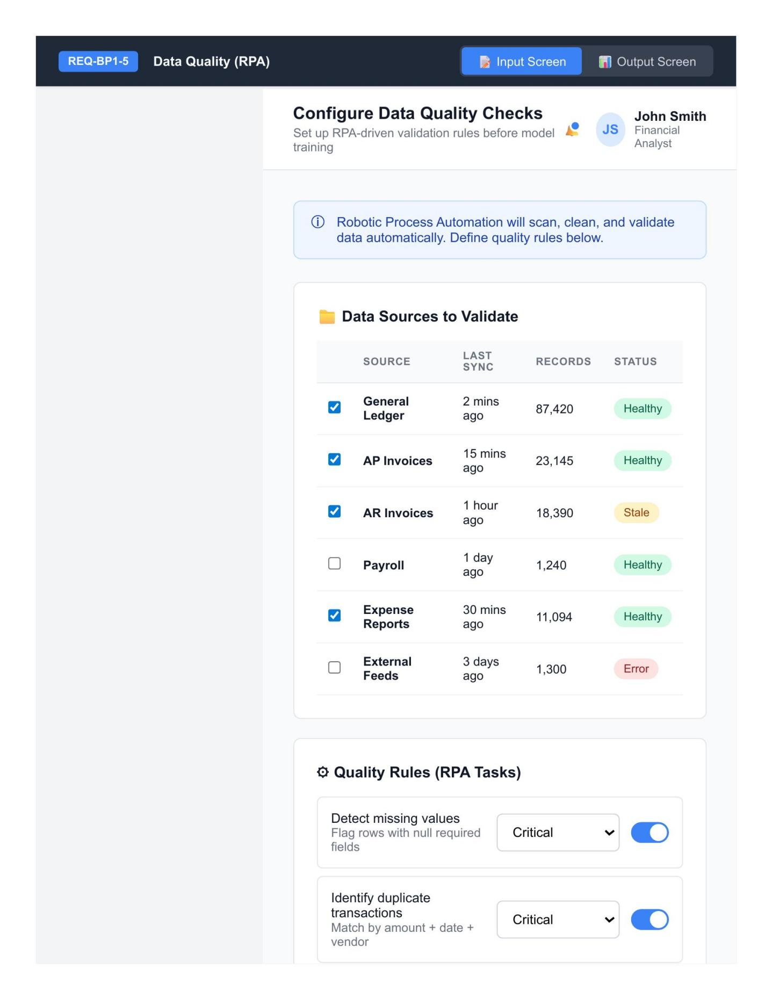 REQ-BP1-5
Data Quality (RPA)
Input Screen
Output Screen
Configure Data Quality Checks
Set up RPA-driven validation rules before model
training
JS
John Smith
Financial
Analyst
Robotic Process Automation will scan, clean, and validate
data automatically. Define quality rules below.
Data Sources to Validate
SOURCE
LAST
SYNC
RECORDS
STATUS
General
Ledger
2 mins
ago
87,420
Healthy
AP Invoices
15 mins
ago
23,145
Healthy
AR Invoices
1 hour
ago
18,390
Stale
Payroll
1 day
ago
1,240
Healthy
Expense
Reports
30 mins
ago
11,094
Healthy
External
Feeds
3 days
ago
1,300
Error
Quality Rules (RPA Tasks)
Detect missing values
Flag rows with null required
fields
Critical
Identify duplicate
transactions
Match by amount + date +
vendor
Critical